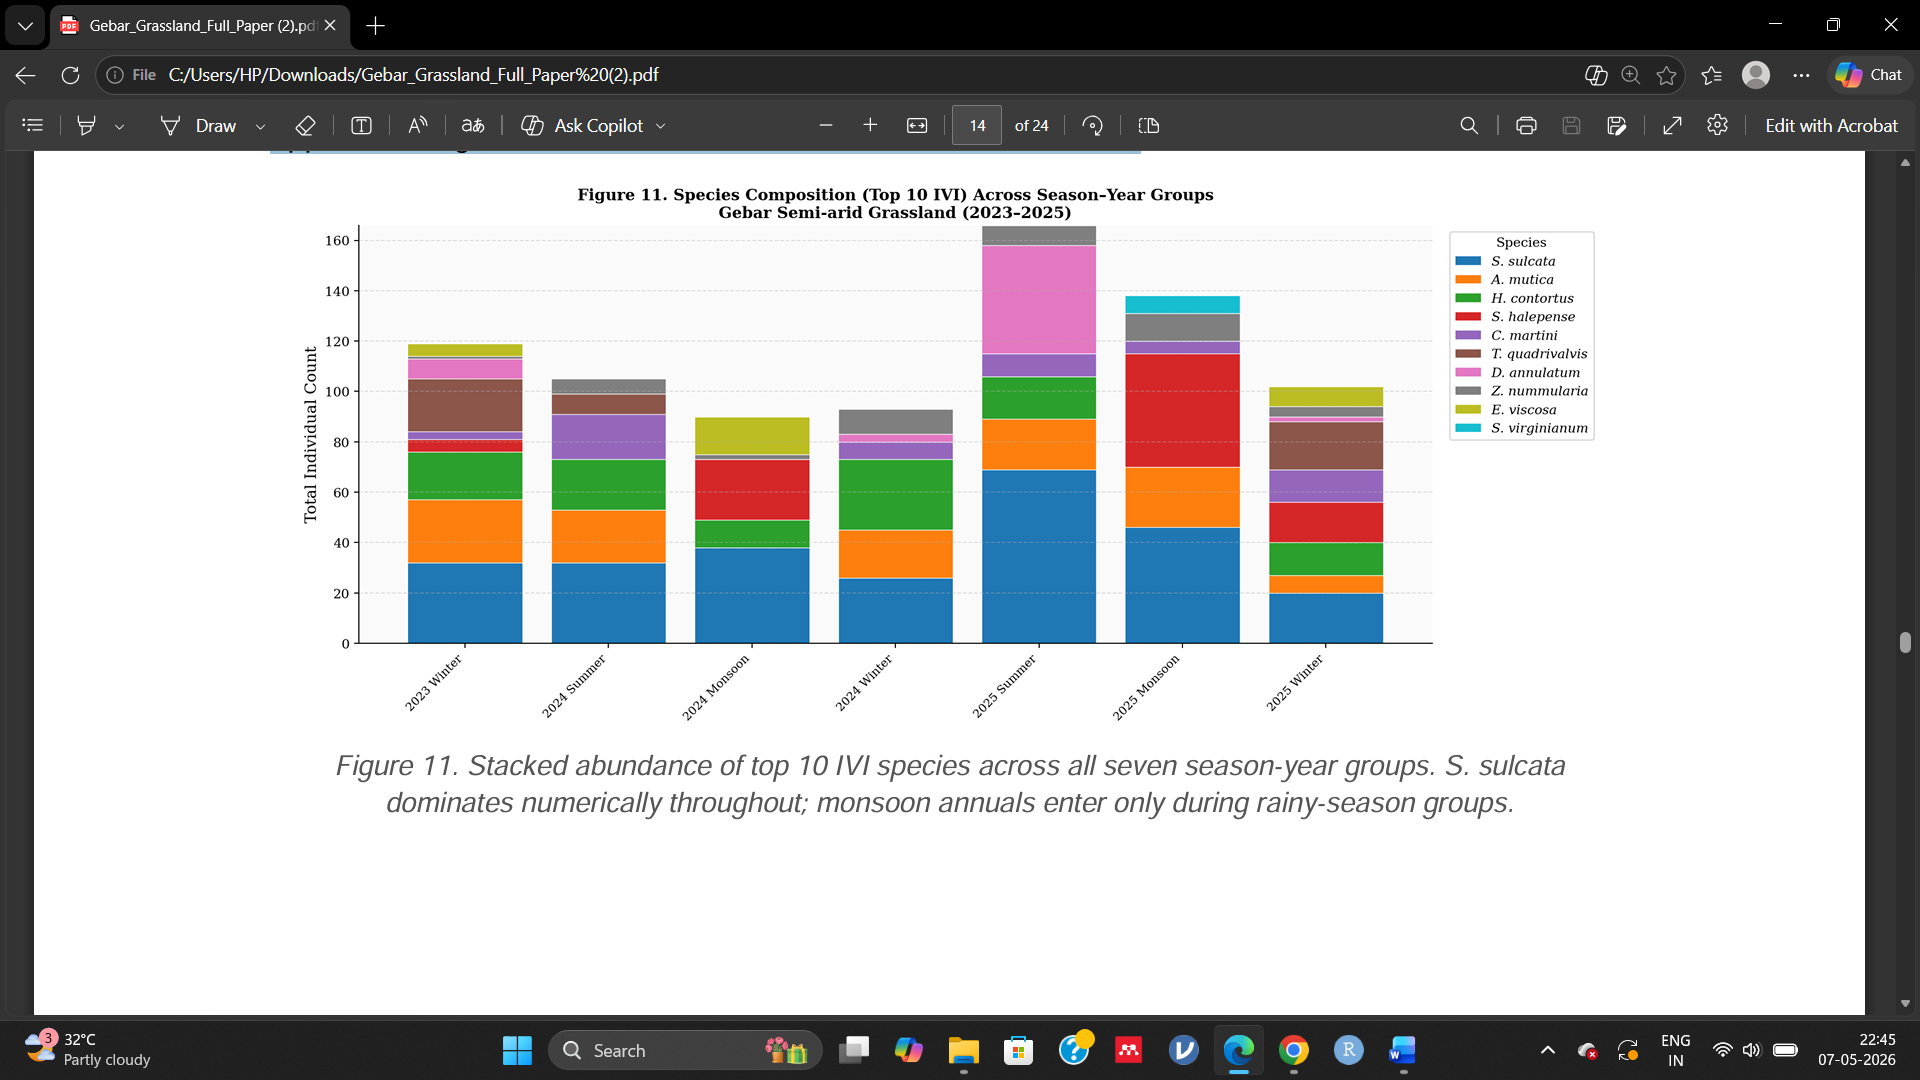 Gebar_Grassland_Full_Paper (2).pd
File C:/Users/HP/Downloads/Gebar_Grassland_Full_Paper%20(2).pdf
Chat
Draw
Ask Copilot
14 of 24
Edit with Acrobat
Figure 11. Species Composition (Top 10 IVI) Across Season–Year Groups
Gebar Semi-arid Grassland (2023–2025)
Total Individual Count
160
140
120
100
80
60
40
20
0
2023 Winter
2024 Summer
2024 Monsoon
2024 Winter
2025 Summer
2025 Monsoon
2025 Winter
Species
S. sulcata
A. mutica
H. contortus
S. halepense
C. martini
T. quadrivalvis
D. annulatum
Z. nummularia
E. viscosa
S. virginianum
Figure 11. Stacked abundance of top 10 IVI species across all seven season-year groups. S. sulcata
dominates numerically throughout; monsoon annuals enter only during rainy-season groups.
3
32°C
Partly cloudy
Search
ENG
IN
22:45
07-05-2026